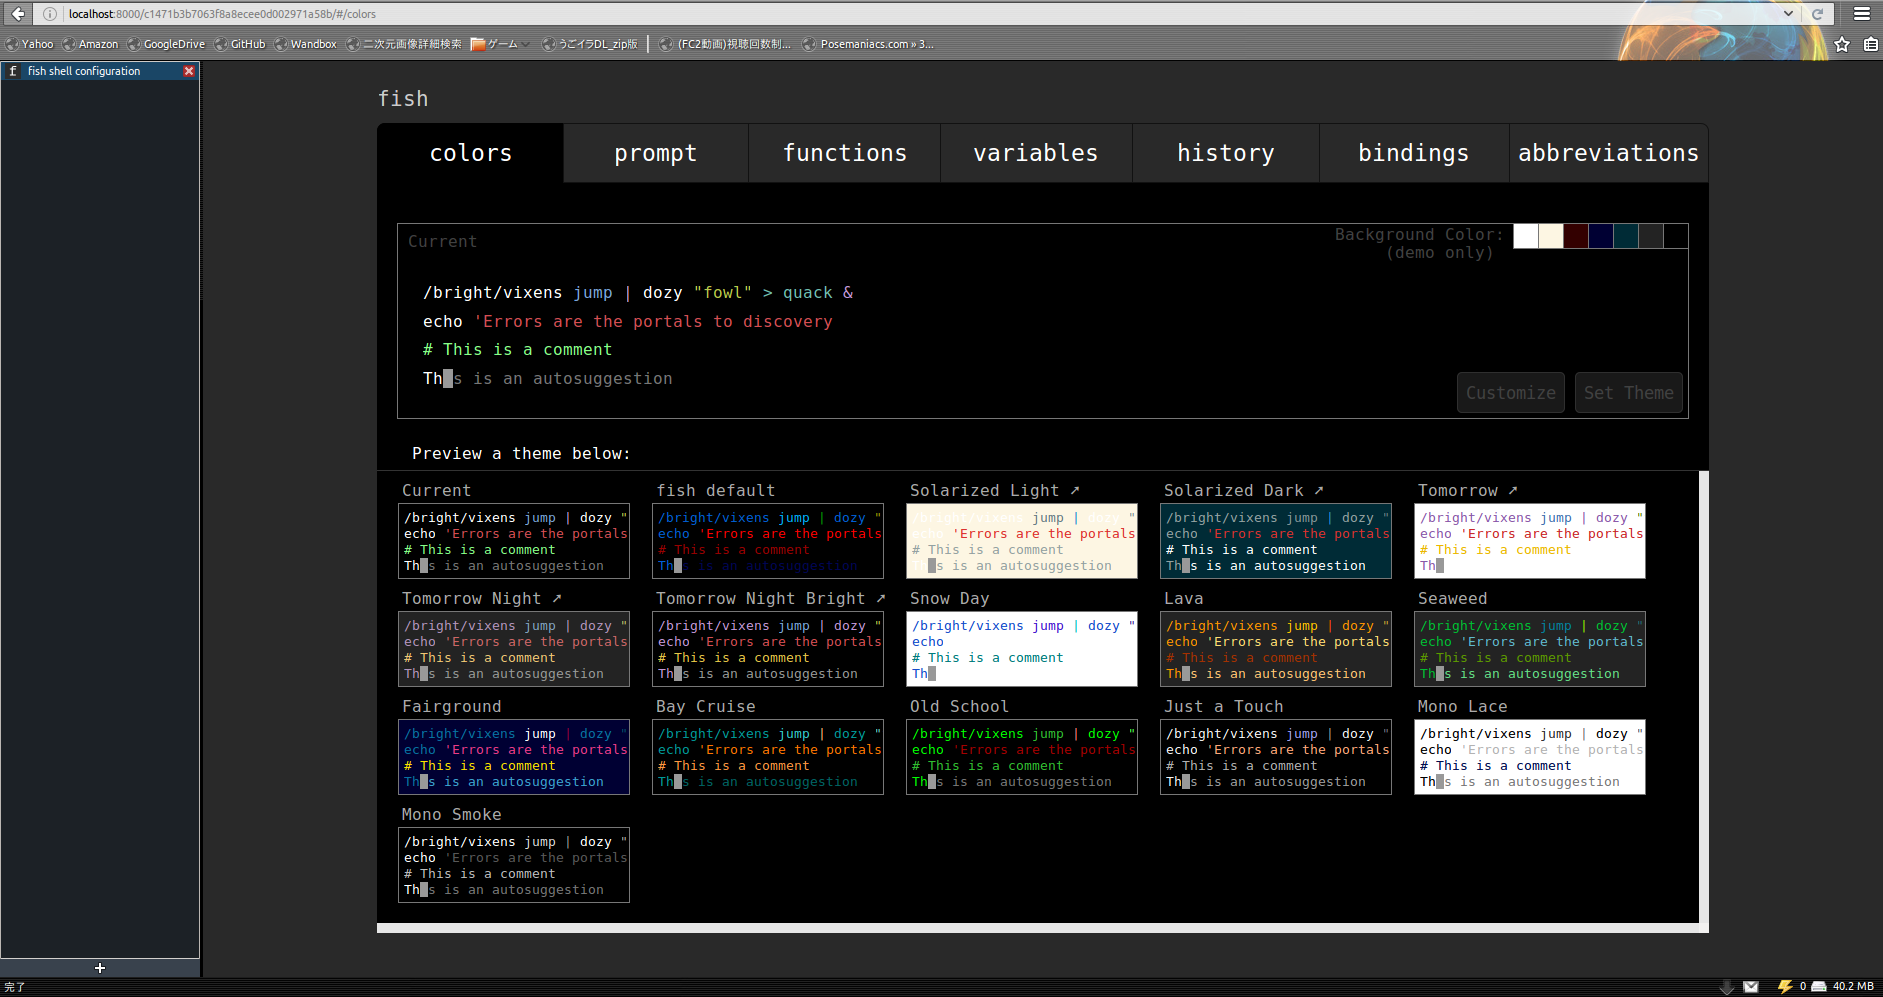 localhost:8000/c1471b3b7063f8a8ecee0d002971a58b/#/colors
Yahoo Amazon GoogleDrive GitHub Wandbox 二次元画像詳細検索 ゲーム うごイラDL_zip版 (FC2動画)視聴回数制... Posemaniacs.com » 3...
f fish shell configuration
fish
colors prompt functions variables history bindings abbreviations
Current Background Color:
(demo only)
/bright/vixens jump | dozy "fowl" > quack &
echo 'Errors are the portals to discovery
# This is a comment
Th s is an autosuggestion
Customize Set Theme
Preview a theme below:
Current
/bright/vixens jump | dozy "
echo 'Errors are the portals
# This is a comment
Th s is an autosuggestion
fish default
/bright/vixens jump | dozy "
echo 'Errors are the portals
# This is a comment
Th s is an autosuggestion
Solarized Light ➚
/bright/vixens jump | dozy "
echo 'Errors are the portals
# This is a comment
Th s is an autosuggestion
Solarized Dark ➚
/bright/vixens jump | dozy "
echo 'Errors are the portals
# This is a comment
Th s is an autosuggestion
Tomorrow ➚
/bright/vixens jump | dozy "
echo 'Errors are the portals
# This is a comment
Th
Tomorrow Night ➚
/bright/vixens jump | dozy "
echo 'Errors are the portals
# This is a comment
Th s is an autosuggestion
Tomorrow Night Bright ➚
/bright/vixens jump | dozy "
echo 'Errors are the portals
# This is a comment
Th s is an autosuggestion
Snow Day
/bright/vixens jump | dozy "
echo
# This is a comment
Th
Lava
/bright/vixens jump | dozy "
echo 'Errors are the portals
# This is a comment
Th s is an autosuggestion
Seaweed
/bright/vixens jump | dozy "
echo 'Errors are the portals
# This is a comment
Th s is an autosuggestion
Fairground
/bright/vixens jump | dozy "
echo 'Errors are the portals
# This is a comment
Th s is an autosuggestion
Bay Cruise
/bright/vixens jump | dozy "
echo 'Errors are the portals
# This is a comment
Th s is an autosuggestion
Old School
/bright/vixens jump | dozy "
echo 'Errors are the portals
# This is a comment
Th s is an autosuggestion
Just a Touch
/bright/vixens jump | dozy "
echo 'Errors are the portals
# This is a comment
Th s is an autosuggestion
Mono Lace
/bright/vixens jump | dozy "
echo 'Errors are the portals
# This is a comment
Th s is an autosuggestion
Mono Smoke
/bright/vixens jump | dozy "
echo 'Errors are the portals
# This is a comment
Th s is an autosuggestion
完了 0 40.2 MB